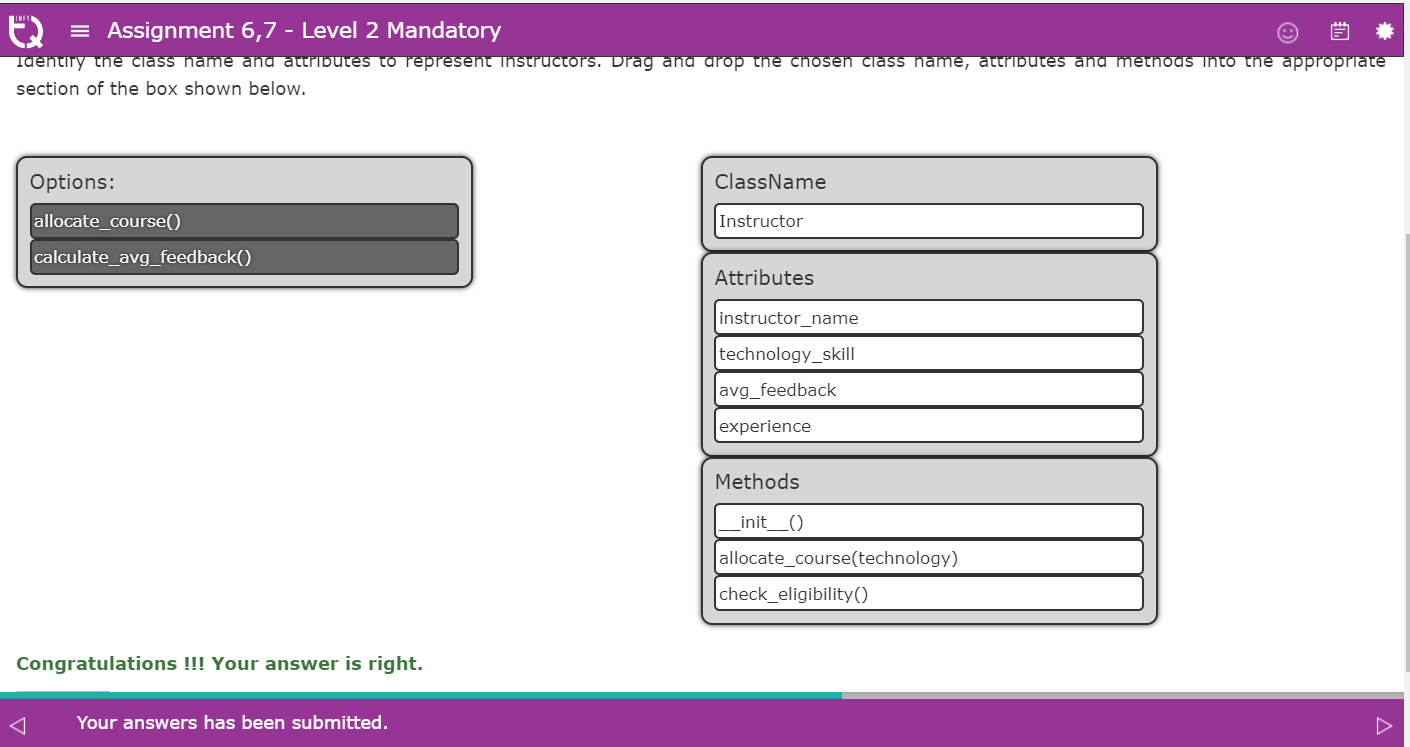 INFY
TQ
Assignment 6,7 - Level 2 Mandatory
Identify the class name and attributes to represent instructors. Drag and drop the chosen class name, attributes and methods into the appropriate
section of the box shown below.
Options:
allocate_course()
calculate_avg_feedback()
ClassName
Instructor
Attributes
instructor_name
technology_skill
avg_feedback
experience
Methods
__init__()
allocate_course(technology)
check_eligibility()
Congratulations !!! Your answer is right.
Your answers has been submitted.